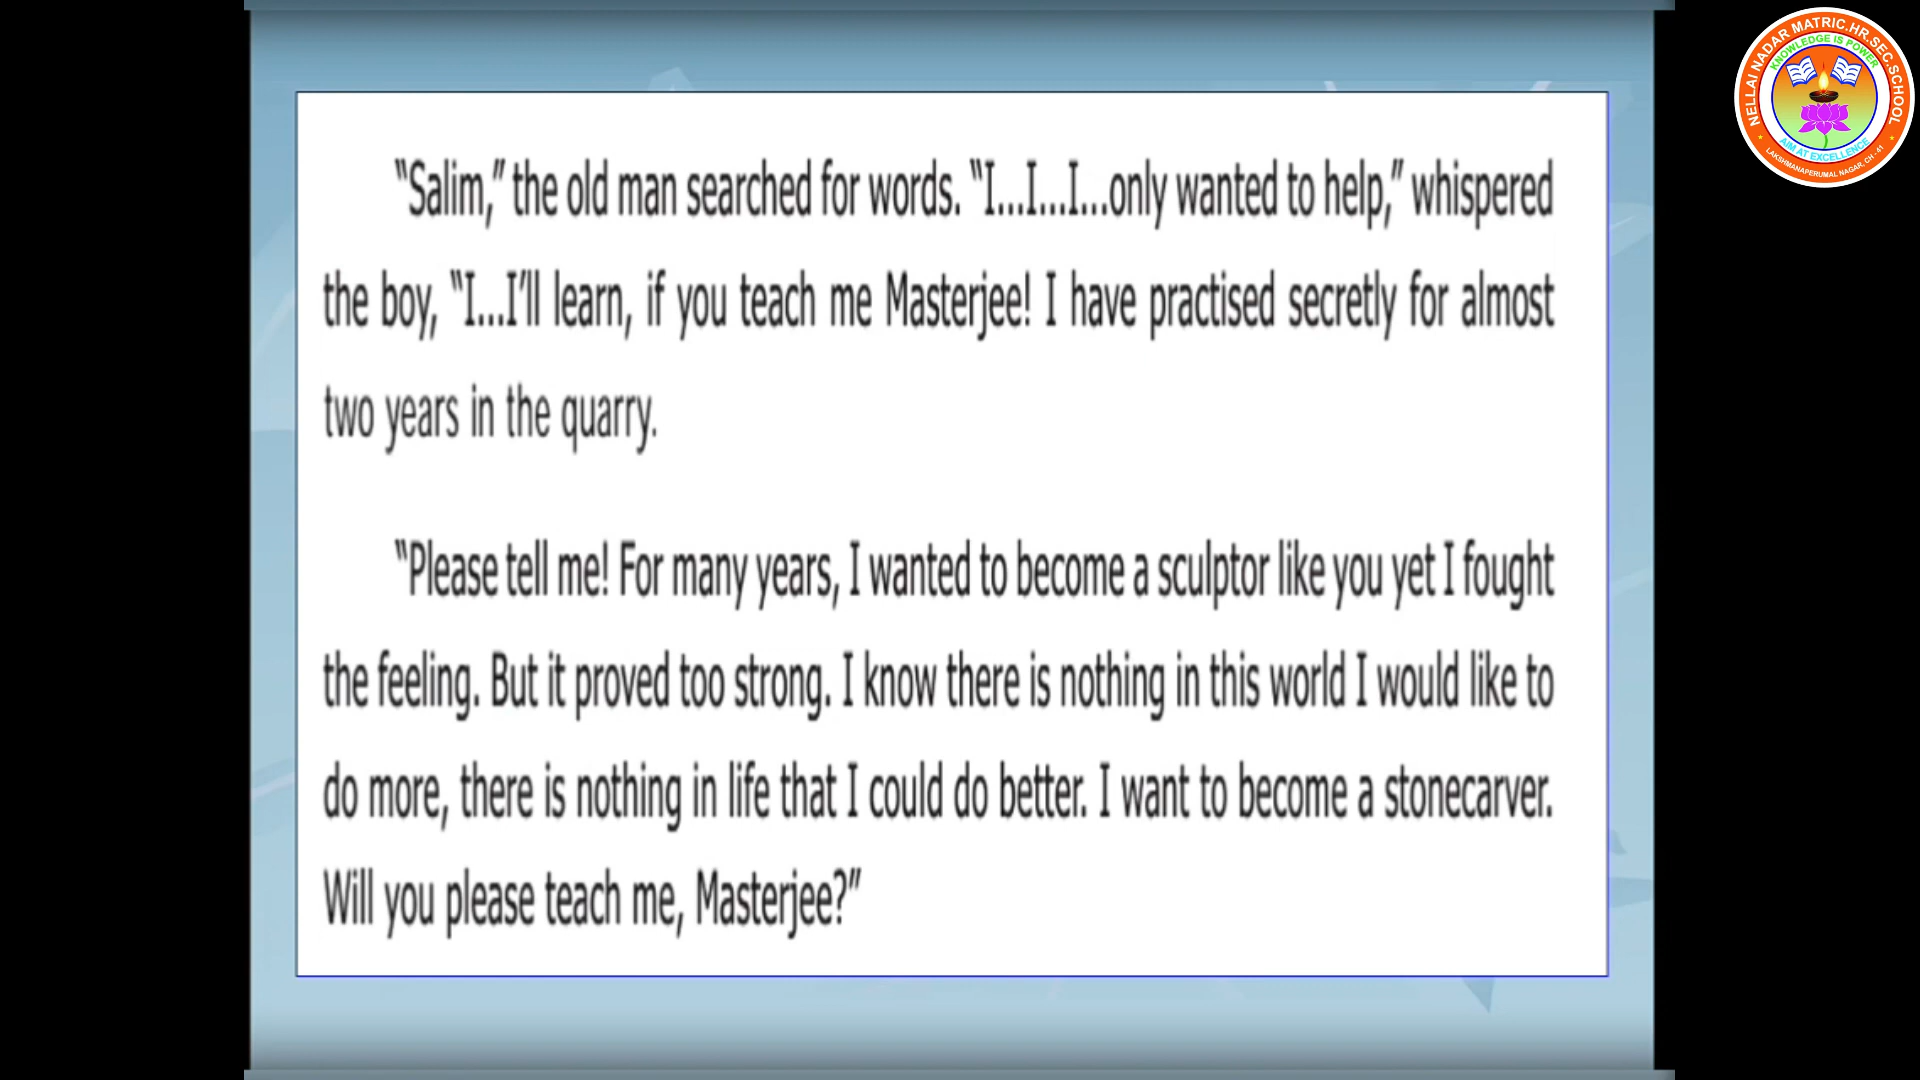 “Salim,” the old man searched for words. “I...I...I...only wanted to help,” whispered
the boy, “I...I’ll learn, if you teach me Masterjee! I have practised secretly for almost
two years in the quarry.
“Please tell me! For many years, I wanted to become a sculptor like you yet I fought
the feeling. But it proved too strong. I know there is nothing in this world I would like to
do more, there is nothing in life that I could do better. I want to become a stonecarver.
Will you please teach me, Masterjee?”
NELLAI NADAR MATRIC.HR.SEC.SCHOOL
KNOWLEDGE IS POWER
AIM AT EXCELLENCE
LAKSHMANAPERUMAL NAGAR, CH - 41